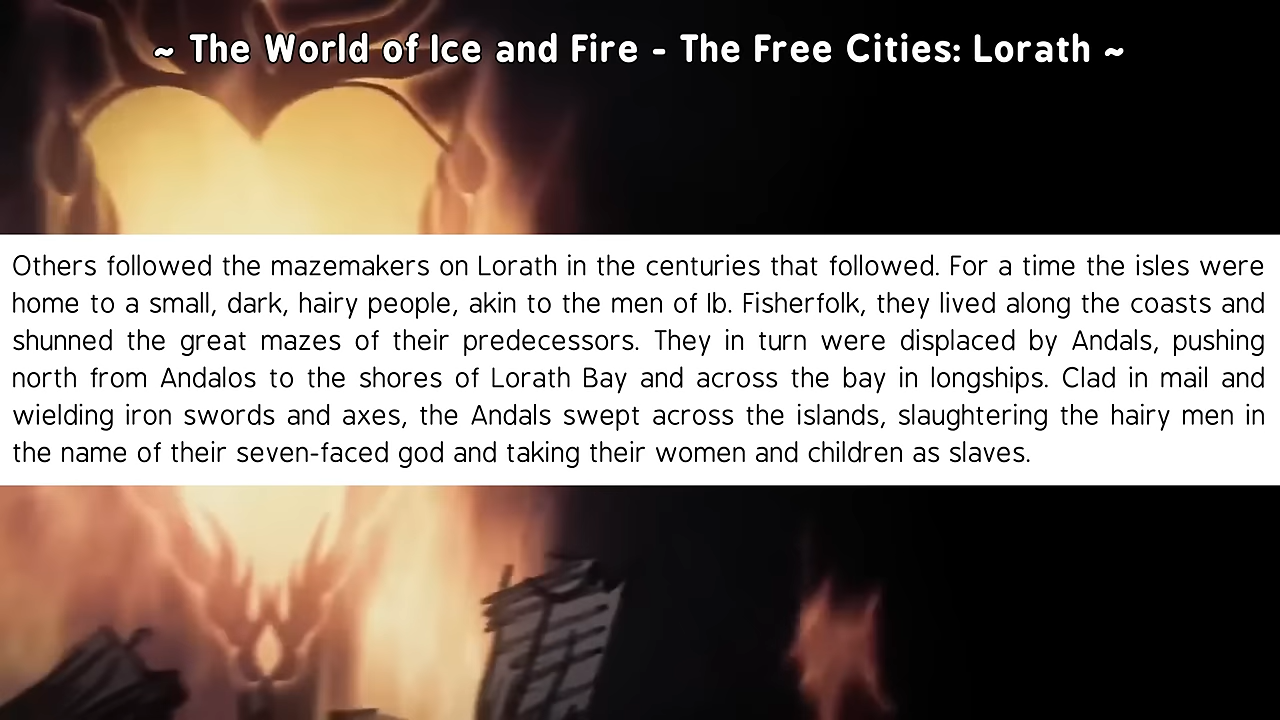 ~ The World of Ice and Fire - The Free Cities: Lorath ~
Others followed the mazemakers on Lorath in the centuries that followed. For a time the isles were
home to a small, dark, hairy people, akin to the men of Ib. Fisherfolk, they lived along the coasts and
shunned the great mazes of their predecessors. They in turn were displaced by Andals, pushing
north from Andalos to the shores of Lorath Bay and across the bay in longships. Clad in mail and
wielding iron swords and axes, the Andals swept across the islands, slaughtering the hairy men in
the name of their seven-faced god and taking their women and children as slaves.